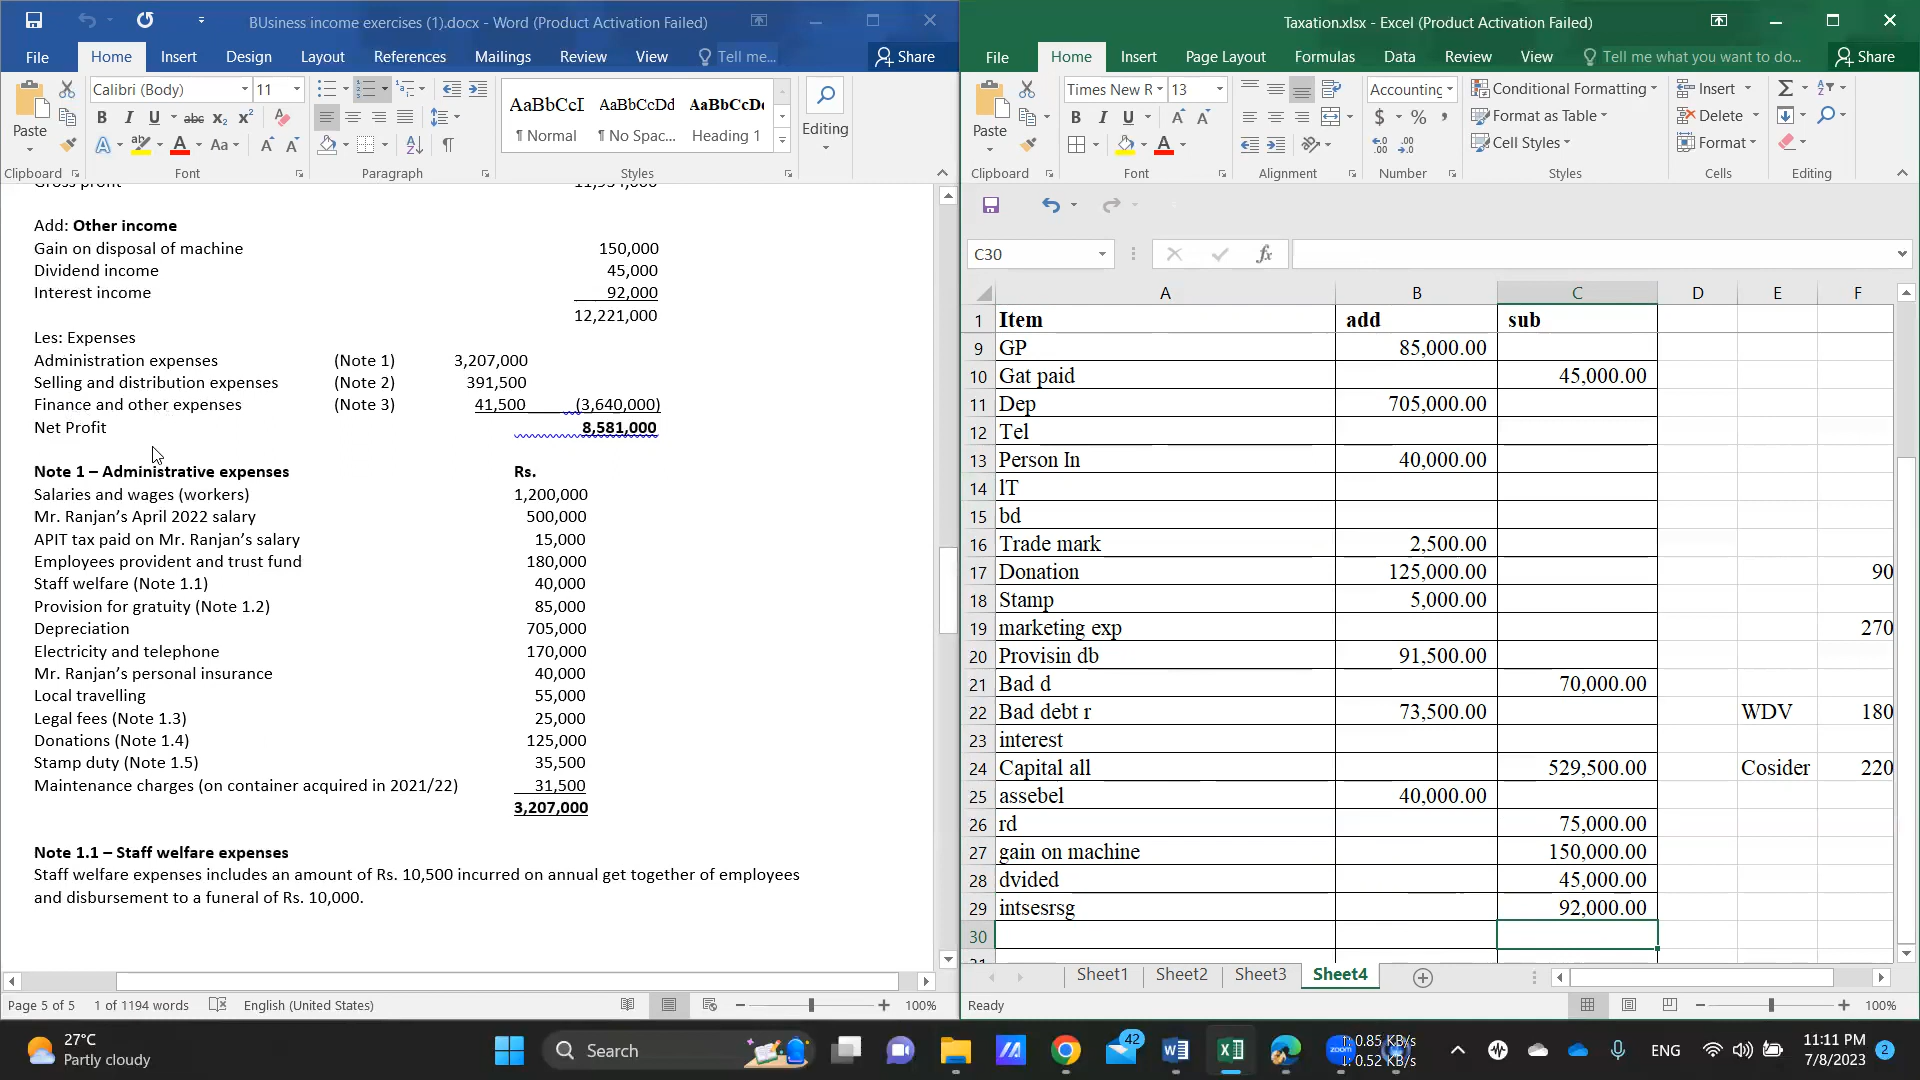 BUsiness income exercises (1).docx - Word (Product Activation Failed)
File Home Insert Design Layout References Mailings Review View Tell me... Share
Calibri (Body) 11
AaBbCcI AaBbCcDd AaBbCcDc
Paste ¶ Normal ¶ No Spac... Heading 1 Editing
Clipboard Font Paragraph Styles
Gross profit
Add: Other income
Gain on disposal of machine 150,000
Dividend income 45,000
Interest income 92,000
12,221,000
Les: Expenses
Administration expenses (Note 1) 3,207,000
Selling and distribution expenses (Note 2) 391,500
Finance and other expenses (Note 3) 41,500 (3,640,000)
Net Profit 8,581,000
Note 1 – Administrative expenses Rs.
Salaries and wages (workers) 1,200,000
Mr. Ranjan's April 2022 salary 500,000
APIT tax paid on Mr. Ranjan's salary 15,000
Employees provident and trust fund 180,000
Staff welfare (Note 1.1) 40,000
Provision for gratuity (Note 1.2) 85,000
Depreciation 705,000
Electricity and telephone 170,000
Mr. Ranjan's personal insurance 40,000
Local travelling 55,000
Legal fees (Note 1.3) 25,000
Donations (Note 1.4) 125,000
Stamp duty (Note 1.5) 35,500
Maintenance charges (on container acquired in 2021/22) 31,500
3,207,000
Note 1.1 – Staff welfare expenses
Staff welfare expenses includes an amount of Rs. 10,500 incurred on annual get together of employees
and disbursement to a funeral of Rs. 10,000.
Page 5 of 5 1 of 1194 words English (United States) 100%
Taxation.xlsx - Excel (Product Activation Failed)
File Home Insert Page Layout Formulas Data Review View Tell me what you want to do... Share
Times New R 13 Accounting Conditional Formatting Insert
Format as Table Delete
Paste Cell Styles Format
Clipboard Font Alignment Number Styles Cells Editing
C30 fx
A B C D E F
1 Item add sub
9 GP 85,000.00
10 Gat paid 45,000.00
11 Dep 705,000.00
12 Tel
13 Person In 40,000.00
14 lT
15 bd
16 Trade mark 2,500.00
17 Donation 125,000.00 90
18 Stamp 5,000.00
19 marketing exp 270
20 Provisin db 91,500.00
21 Bad d 70,000.00
22 Bad debt r 73,500.00 WDV 180
23 interest
24 Capital all 529,500.00 Cosider 220
25 assebel 40,000.00
26 rd 75,000.00
27 gain on machine 150,000.00
28 dvided 45,000.00
29 intsesrsg 92,000.00
30
Sheet1 Sheet2 Sheet3 Sheet4
Ready 100%
27°C
Partly cloudy
Search
42
zoom
0.85 KB/s
0.52 KB/s
ENG
11:11 PM
7/8/2023
2